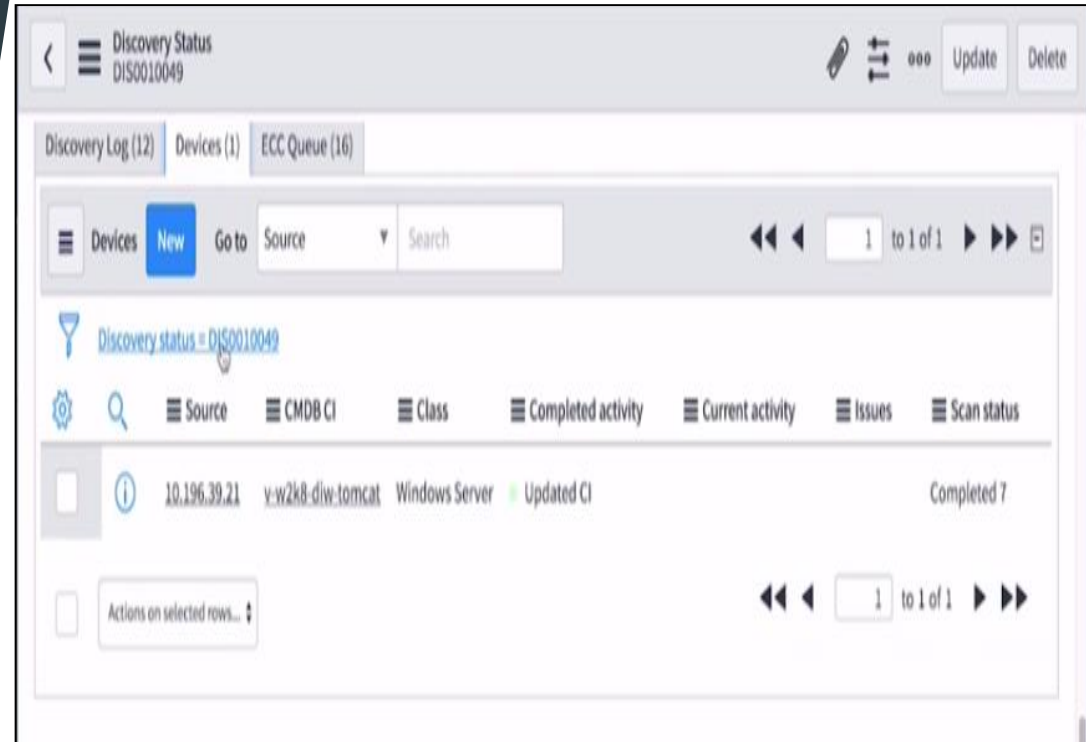 Discovery Status
DIS0010049
Update Delete
Discovery Log (12) Devices (1) ECC Queue (16)
Devices New Go to Source Search 1 to 1 of 1
Discovery status = DIS0010049
Source CMDB CI Class Completed activity Current activity Issues Scan status
10.196.39.21 v-w2k8-diw-tomcat Windows Server Updated CI Completed 7
Actions on selected rows... 1 to 1 of 1